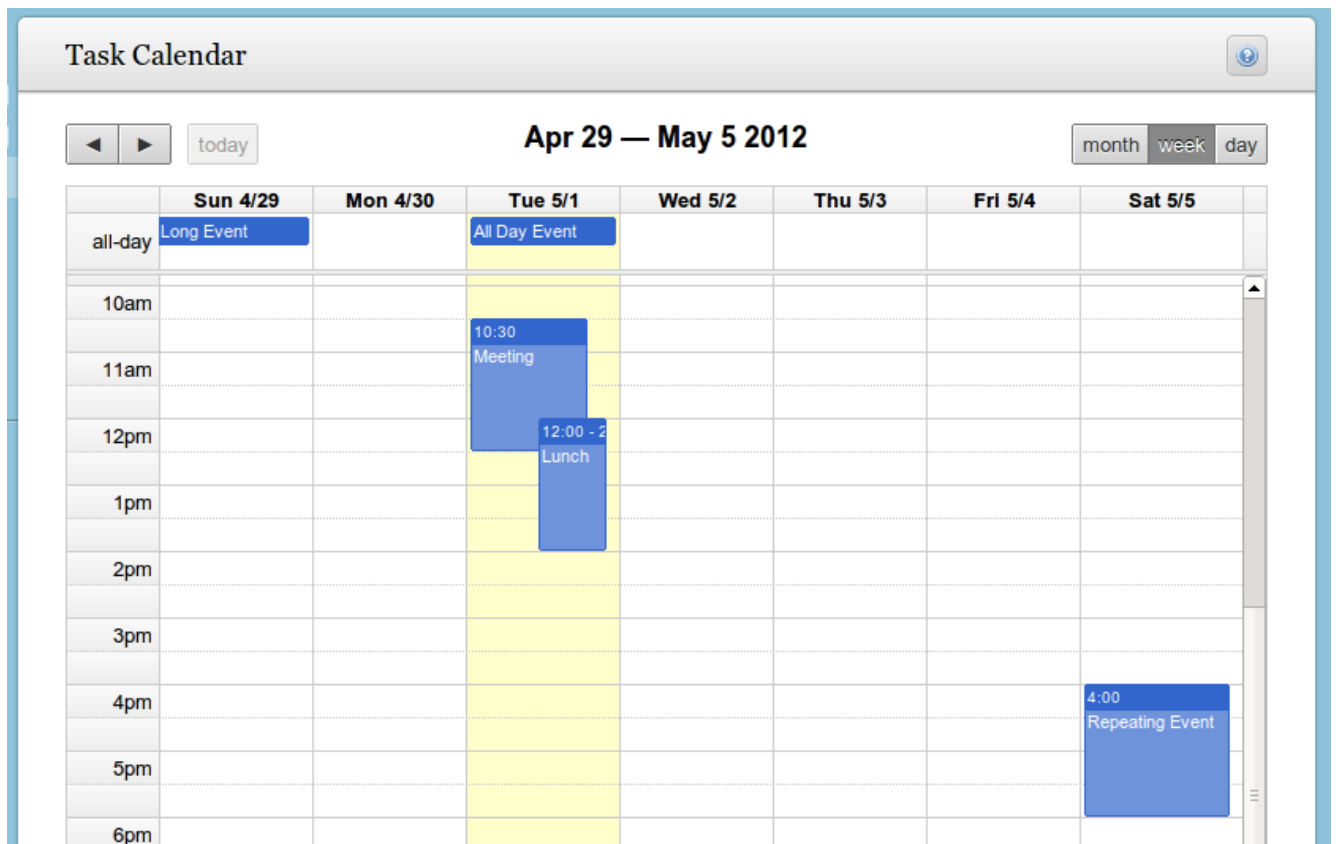 Task Calendar
today
Apr 29 — May 5 2012
month week day
Sun 4/29 Mon 4/30 Tue 5/1 Wed 5/2 Thu 5/3 Fri 5/4 Sat 5/5
all-day Long Event All Day Event
10am
10:30
Meeting
11am
12:00 - 2
12pm
Lunch
1pm
2pm
3pm
4:00
4pm
Repeating Event
5pm
6pm